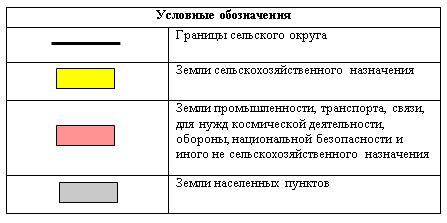 Условные обозначения
Границы сельского округа
Земли сельскохозяйственного назначения
Земли промышленности, транспорта, связи,
для нужд космической деятельности,
обороны, национальной безопасности и
иного не сельскохозяйственного назначения
Земли населенных пунктов